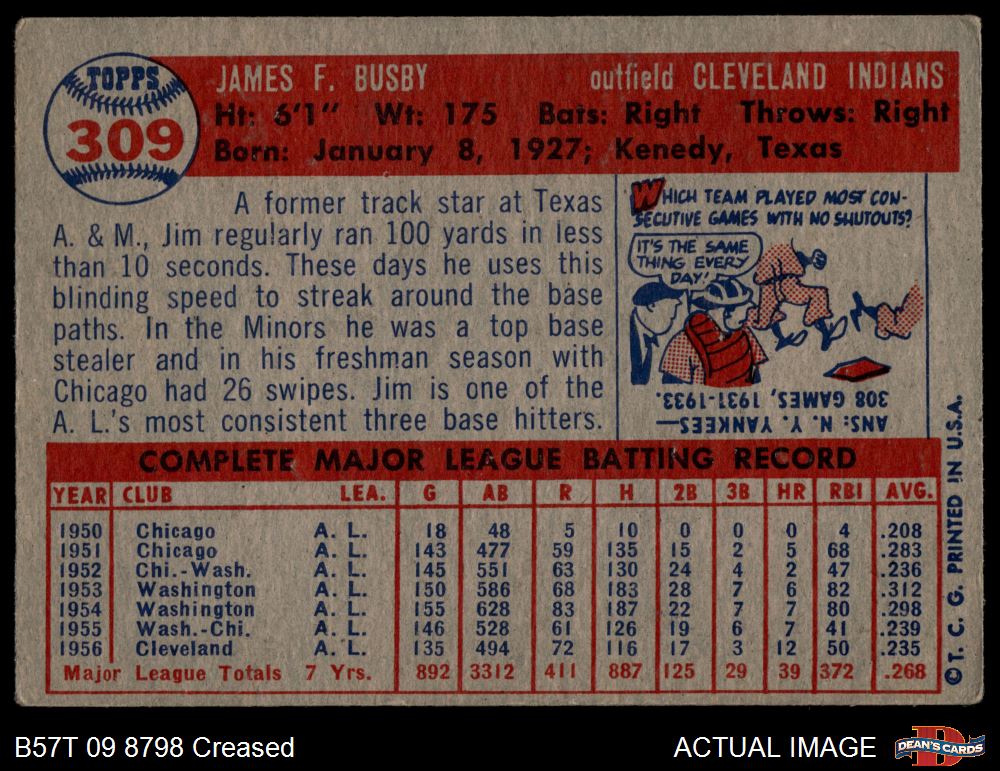 TOPPS
309
JAMES F. BUSBY outfield CLEVELAND INDIANS
Ht: 6'1" Wt: 175 Bats: Right Throws: Right
Born: January 8, 1927; Kenedy, Texas
A former track star at Texas
A. & M., Jim regularly ran 100 yards in less
than 10 seconds. These days he uses this
blinding speed to streak around the base
paths. In the Minors he was a top base
stealer and in his freshman season with
Chicago had 26 swipes. Jim is one of the
A. L.'s most consistent three base hitters.
WHICH TEAM PLAYED MOST CON-
SECUTIVE GAMES WITH NO SHUTOUTS?
IT'S THE SAME
THING EVERY
DAY!
ANS: N. Y. YANKEES—
308 GAMES, 1931-1933.
COMPLETE MAJOR LEAGUE BATTING RECORD
YEAR CLUB LEA. G AB R H 2B 3B HR RBI AVG.
1950 Chicago A. L. 18 48 5 10 0 0 0 4 .208
1951 Chicago A. L. 143 477 59 135 15 2 5 68 .283
1952 Chi.-Wash. A. L. 145 551 63 130 24 4 2 47 .236
1953 Washington A. L. 150 586 68 183 28 7 6 82 .312
1954 Washington A. L. 155 628 83 187 22 7 7 80 .298
1955 Wash.-Chi. A. L. 146 528 61 126 19 6 7 41 .239
1956 Cleveland A. L. 135 494 72 116 17 3 12 50 .235
Major League Totals 7 Yrs. 892 3312 411 887 125 29 39 372 .268
© T. C. G. PRINTED IN U.S.A.
B57T 09 8798 Creased
ACTUAL IMAGE
DEAN'S CARDS